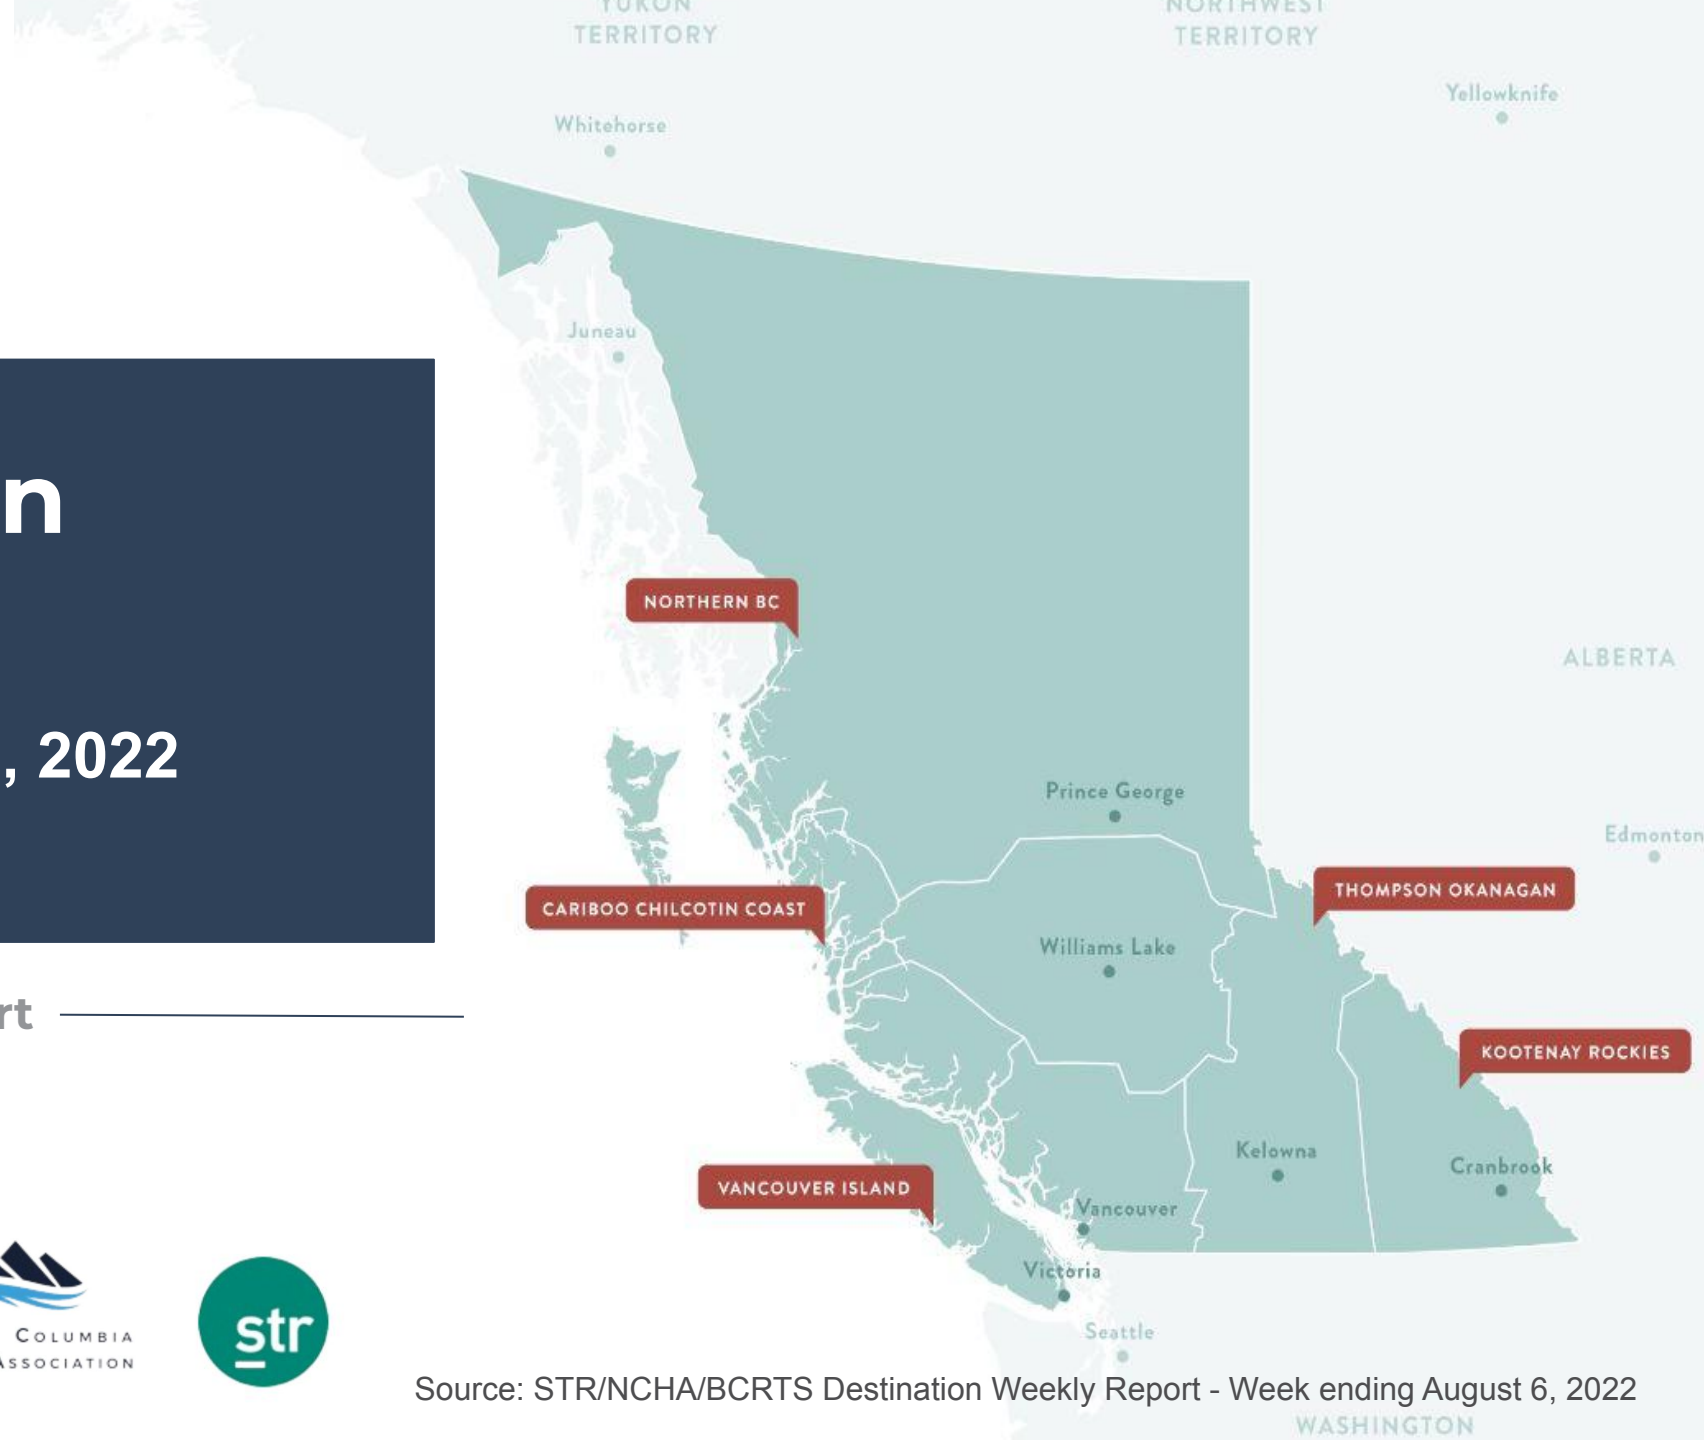 YUKON
TERRITORY
NORTHWEST
TERRITORY
Yellowknife
Whitehorse
Juneau
n
NORTHERN BC
ALBERTA
, 2022
Prince George
Edmonton
THOMPSON OKANAGAN
CARIBOO CHILCOTIN COAST
Williams Lake
rt
KOOTENAY ROCKIES
Kelowna
Cranbrook
VANCOUVER ISLAND
Vancouver
Victoria
str
COLUMBIA
ASSOCIATION
Seattle
Source: STR/NCHA/BCRTS Destination Weekly Report - Week ending August 6, 2022
WASHINGTON